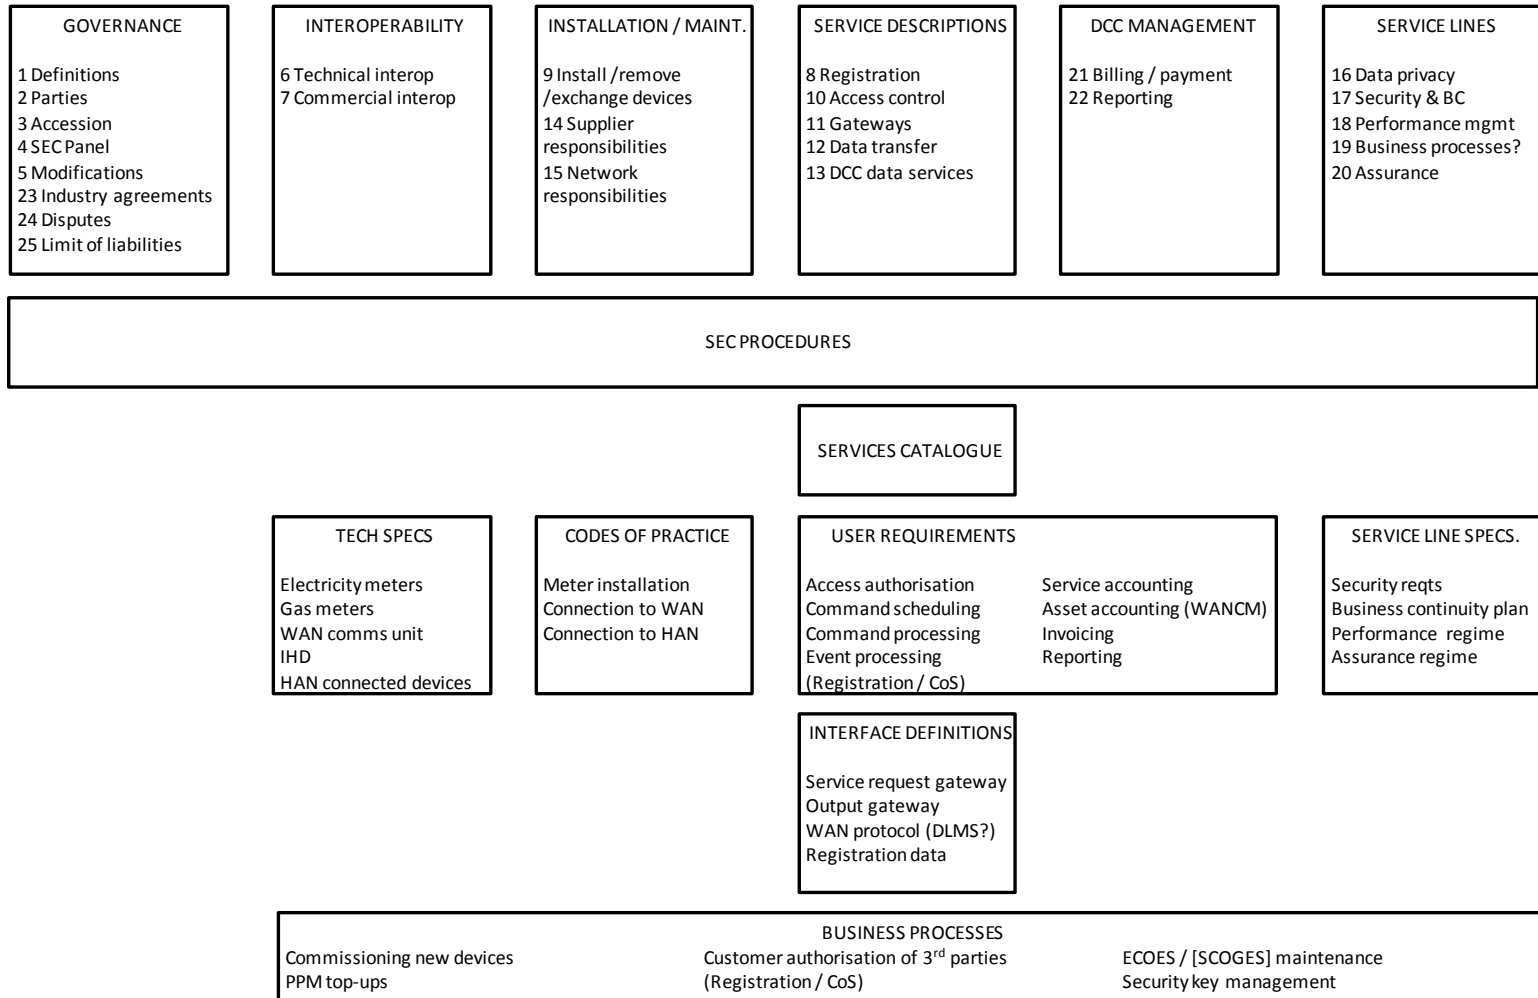 GOVERNANCE
1 Definitions
2 Parties
3 Accession
4 SEC Panel
5 Modifications
23 Industry agreements
24 Disputes
25 Limit of liabilities
INTEROPERABILITY
6 Technical interop
7 Commercial interop
INSTALLATION / MAINT.
9 Install /remove
/exchange devices
14 Supplier
responsibilities
15 Network
responsibilities
SERVICE DESCRIPTIONS
8 Registration
10 Access control
11 Gateways
12 Data transfer
13 DCC data services
DCC MANAGEMENT
21 Billing / payment
22 Reporting
SERVICE LINES
16 Data privacy
17 Security & BC
18 Performance mgmt
19 Business processes?
20 Assurance
SEC PROCEDURES
SERVICES CATALOGUE
TECH SPECS
Electricity meters
Gas meters
WAN comms unit
IHD
HAN connected devices
CODES OF PRACTICE
Meter installation
Connection to WAN
Connection to HAN
USER REQUIREMENTS
Access authorisation
Command scheduling
Command processing
Event processing
(Registration / CoS)
Service accounting
Asset accounting (WANCM)
Invoicing
Reporting
SERVICE LINE SPECS.
Security reqts
Business continuity plan
Performance regime
Assurance regime
INTERFACE DEFINITIONS
Service request gateway
Output gateway
WAN protocol (DLMS?)
Registration data
BUSINESS PROCESSES
Commissioning new devices
PPM top-ups
Customer authorisation of 3rd parties
(Registration / CoS)
ECOES / [SCOGES] maintenance
Security key management